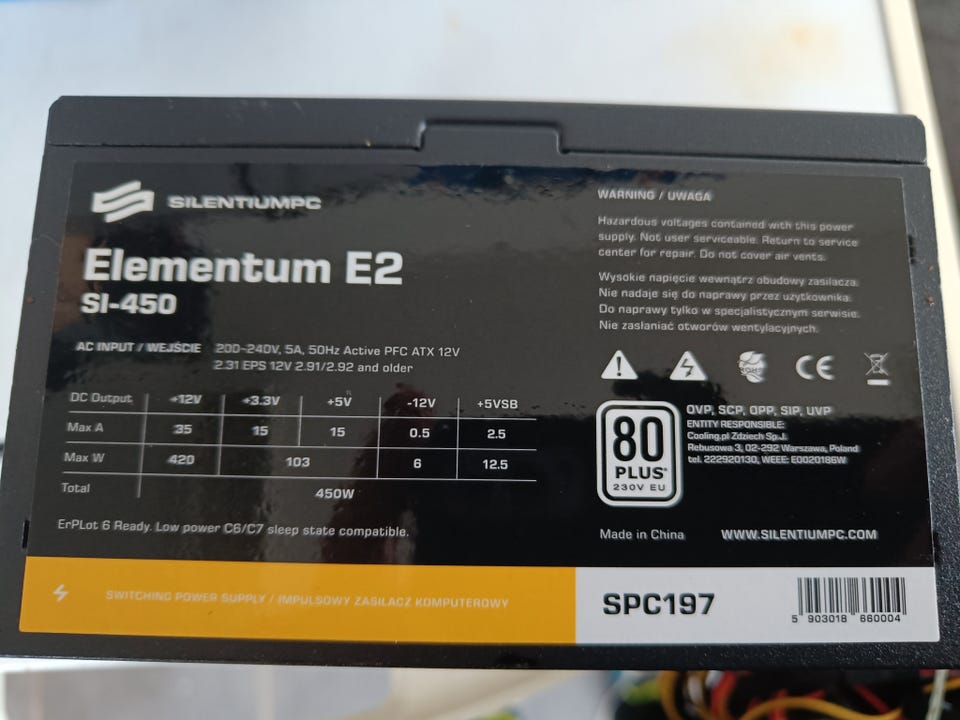 SILENTIUMPC
Elementum E2
SI-450
AC INPUT / WEJŚCIE 200-240V, 5A, 50Hz Active PFC ATX 12V
2.31 EPS 12V 2.91/2.92 and older
DC Output +12V +3.3V +5V -12V +5VSB
Max A 35 15 15 0.5 2.5
Max W 420 103 6 12.5
Total 450W
ErPLot 6 Ready. Low power C6/C7 sleep state compatible.
WARNING / UWAGA
Hazardous voltages contained with this power
supply. Not user serviceable. Return to service
center for repair. Do not cover air vents.
Wysokie napięcie wewnątrz obudowy zasilacza.
Nie nadaje się do naprawy przez użytkownika.
Do naprawy tylko w specjalistycznym serwisie.
Nie zasłaniać otworów wentylacyjnych.
RoHS
CE
80
PLUS
230V EU
OVP, SCP, OPP, SIP, UVP
ENTITY RESPONSIBLE:
Cooling.pl Zdziech Sp.J.
Rebusowa 3, 02-292 Warszawa, Poland
tel. 222920130, WEEE: E0020186W
Made in China WWW.SILENTIUMPC.COM
SWITCHING POWER SUPPLY / IMPULSOWY ZASILACZ KOMPUTEROWY
SPC197
5 903018 660004